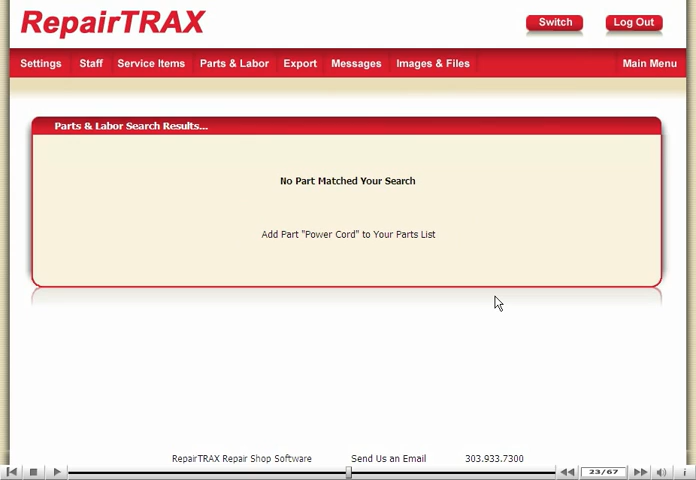 RepairTRAX
Switch
Log Out
Settings
Staff
Service Items
Parts & Labor
Export
Messages
Images & Files
Main Menu
Parts & Labor Search Results...
No Part Matched Your Search
Add Part "Power Cord" to Your Parts List
RepairTRAX Repair Shop Software
Send Us an Email
303.933.7300
23/67
i